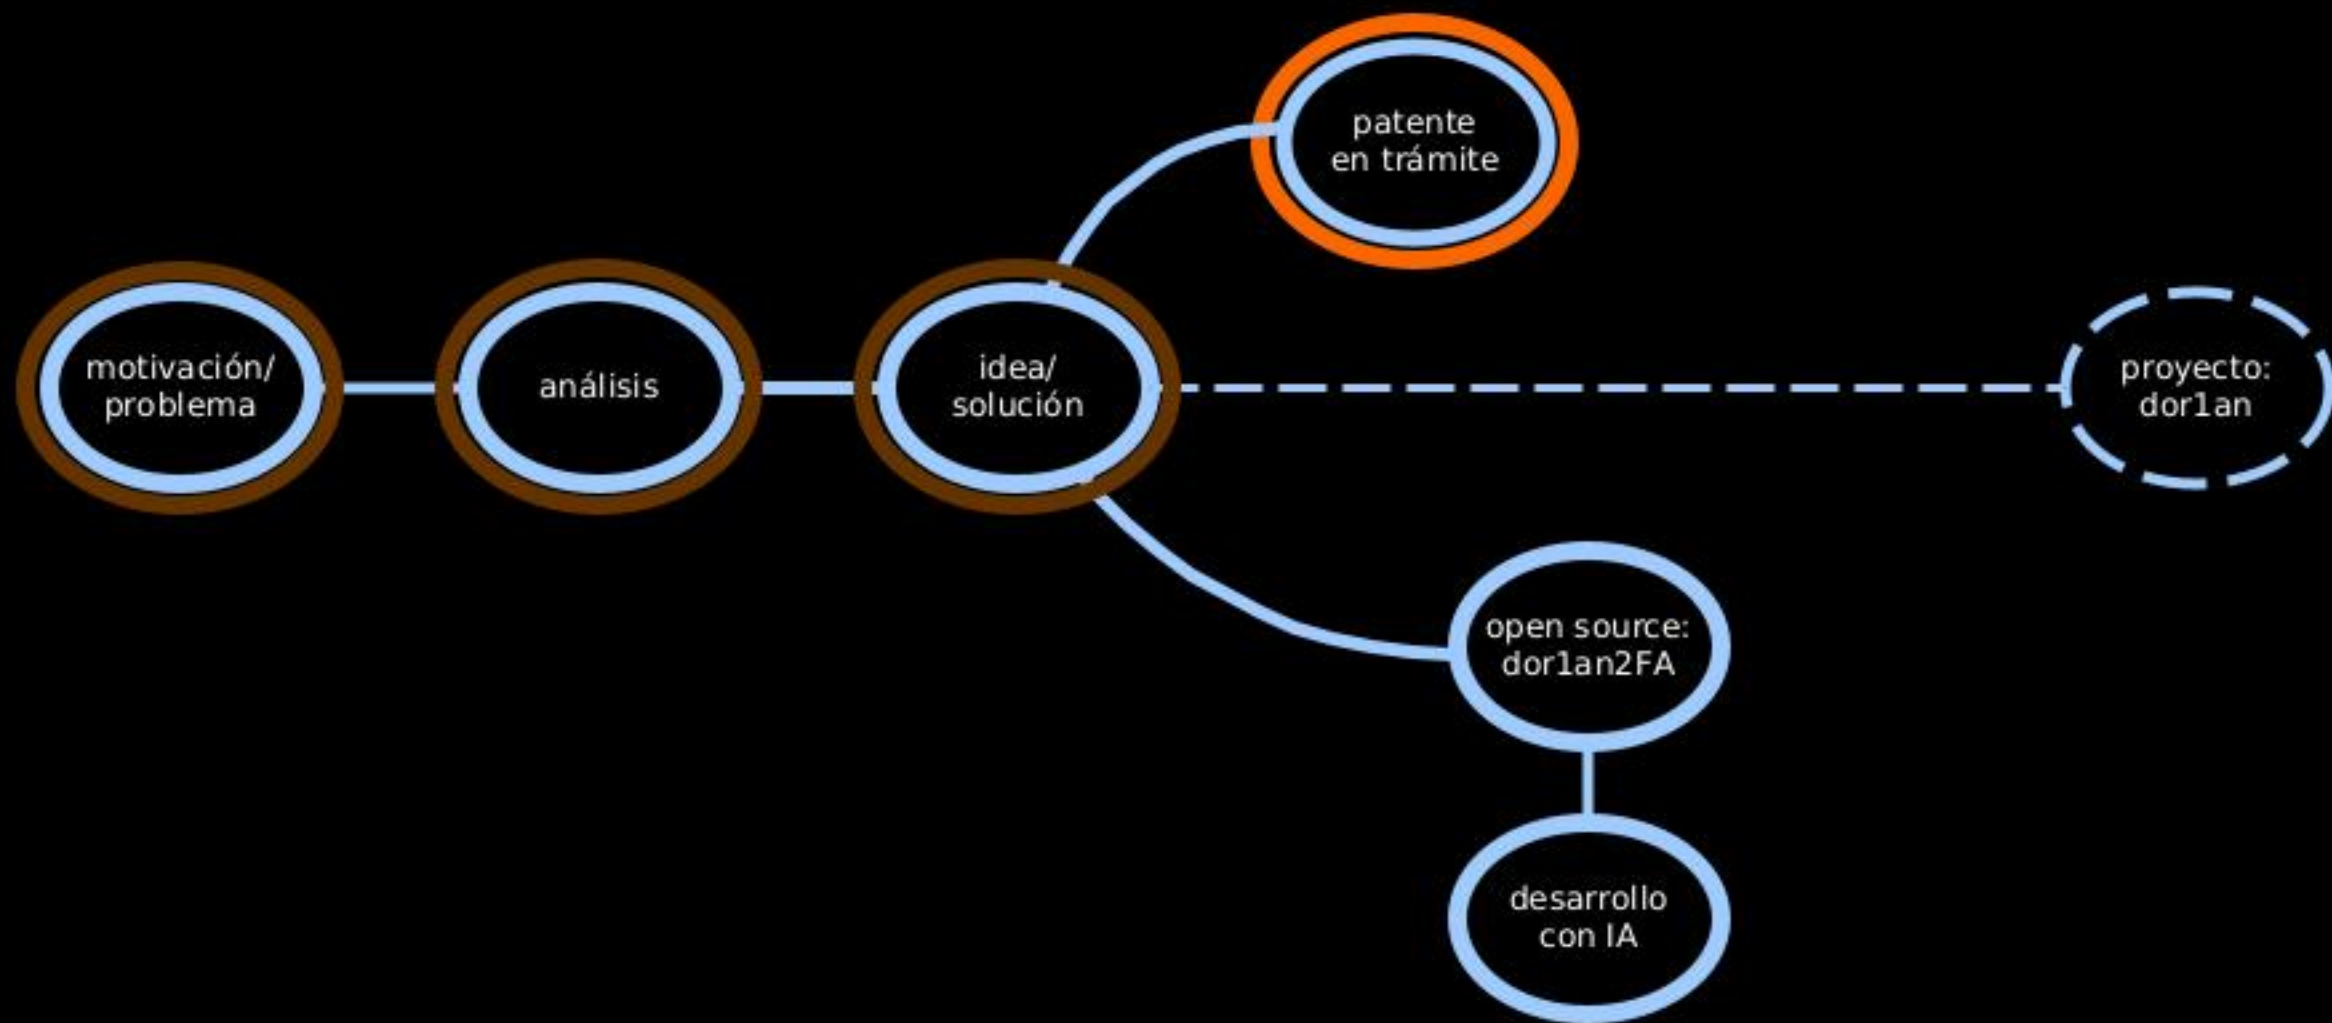 patente
en trámite
motivación/
problema
análisis
idea/
solución
proyecto:
dor1an
open source:
dor1an2FA
desarrollo
con IA